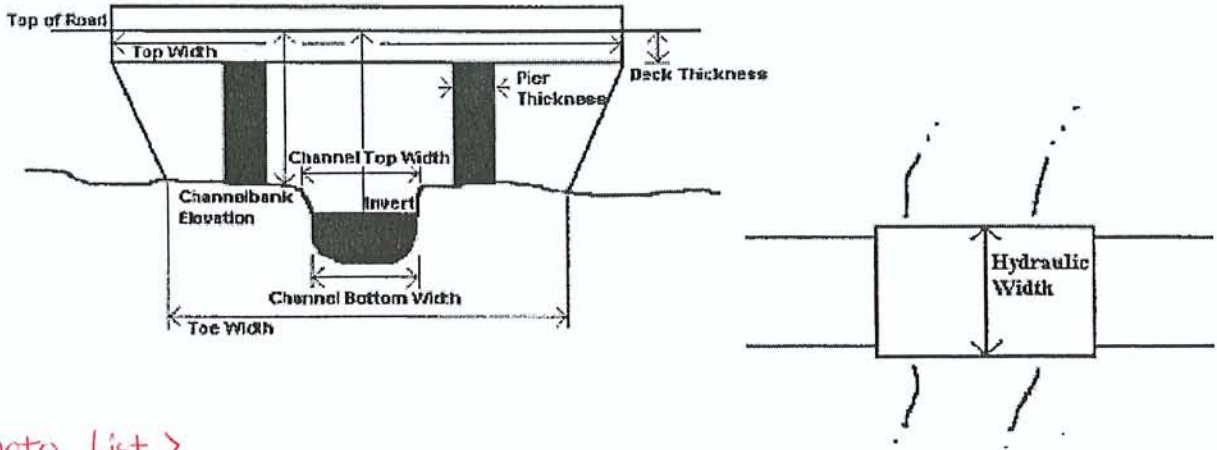 Top of Road
Top Width
Deck Thickness
Pier
Thickness
Channel Top Width
Channelbank
Elevation
Invert
Channel Bottom Width
Toe Width
Hydraulic
Width
List >